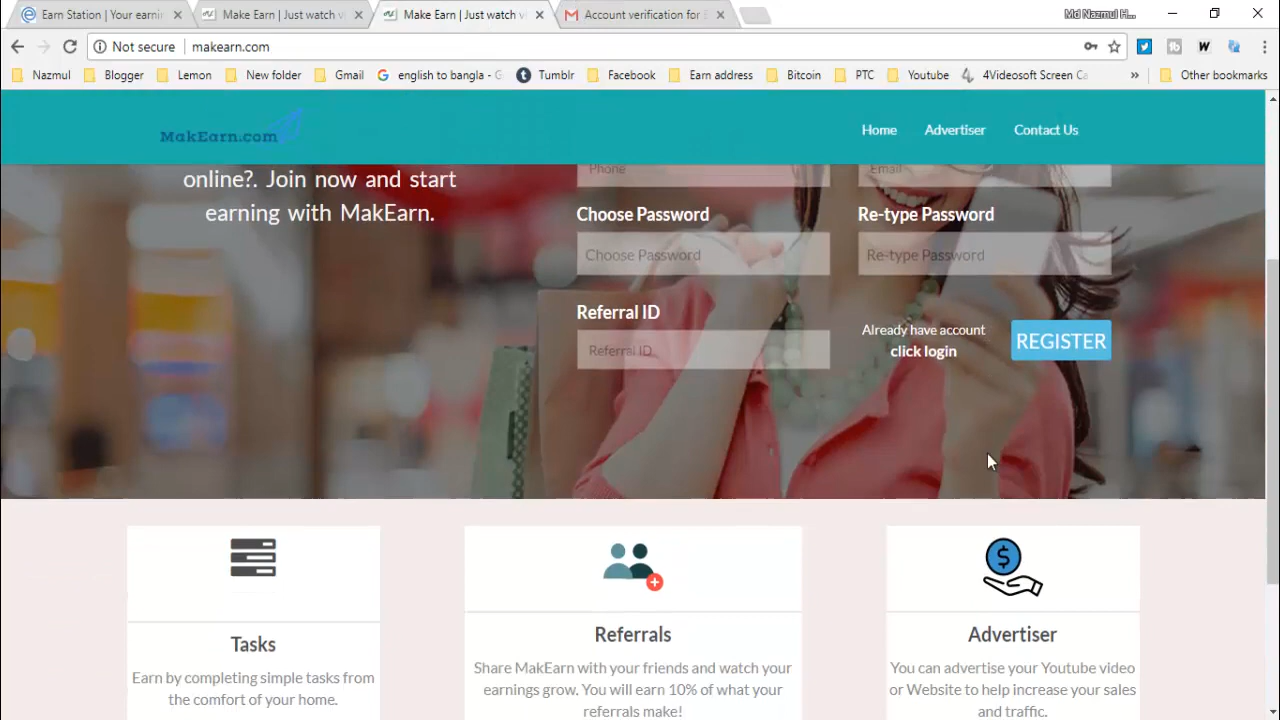 Earn Station | Your earnin
Make Earn | Just watch v
Make Earn | Just watch v
Account verification for E
Md Nazmul H...
Not secure
makearn.com
Nazmul
Blogger
Lemon
New folder
Gmail
english to bangla - G
Tumblr
Facebook
Earn address
Bitcoin
PTC
Youtube
4Videosoft Screen Ca
»
Other bookmarks
MakEarn.com
Home
Advertiser
Contact Us
online?. Join now and start
earning with MakEarn.
Phone
Email
Choose Password
Re-type Password
Choose Password
Re-type Password
Referral ID
Referral ID
Already have account
click login
REGISTER
Tasks
Earn by completing simple tasks from
the comfort of your home.
Referrals
Share MakEarn with your friends and watch your
earnings grow. You will earn 10% of what your
referrals make!
Advertiser
You can advertise your Youtube video
or Website to help increase your sales
and traffic.